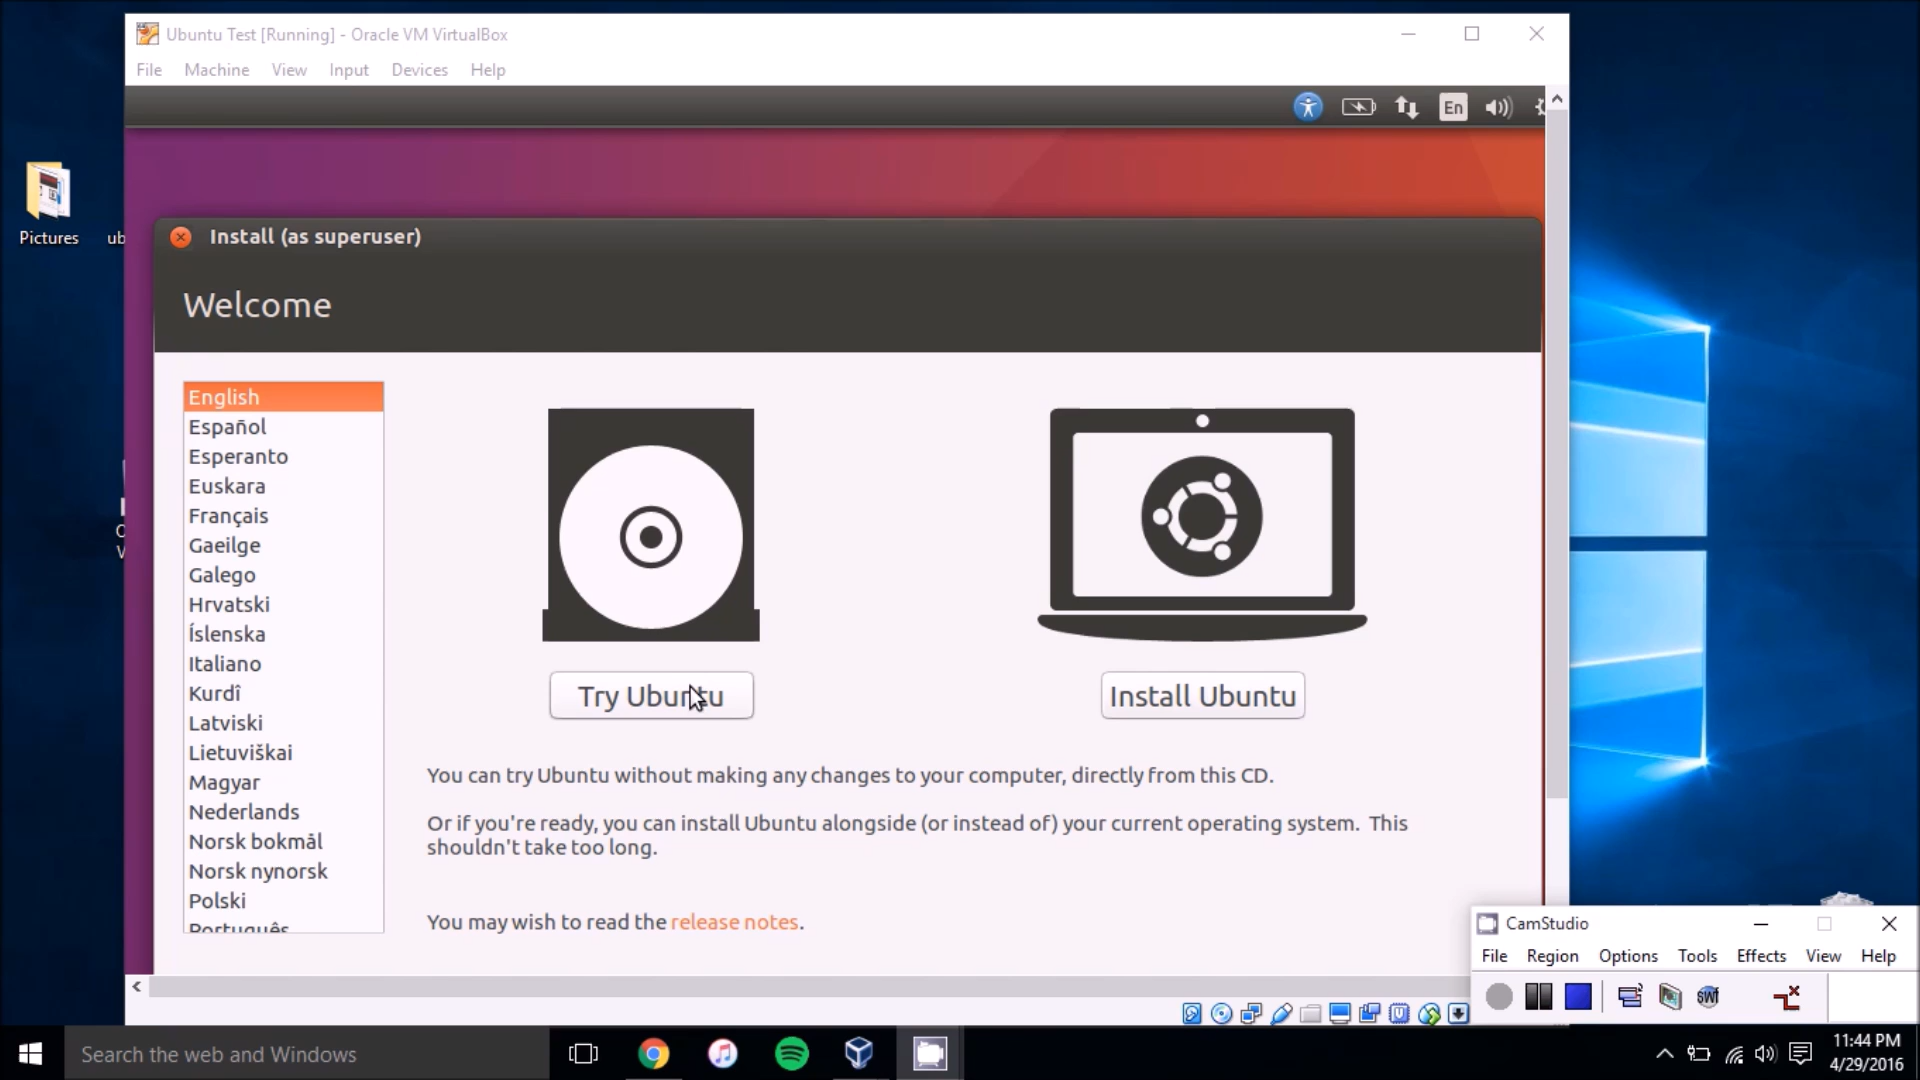 Ubuntu Test [Running] - Oracle VM VirtualBox
File Machine View Input Devices Help
En
Pictures
ub
Install (as superuser)
Welcome
English
Español
Esperanto
Euskara
Français
Gaeilge
Galego
Hrvatski
Íslenska
Italiano
Kurdî
Latviski
Lietuviškai
Magyar
Nederlands
Norsk bokmål
Norsk nynorsk
Polski
Português
Try Ubuntu
Install Ubuntu
You can try Ubuntu without making any changes to your computer, directly from this CD.
Or if you're ready, you can install Ubuntu alongside (or instead of) your current operating system. This
shouldn't take too long.
You may wish to read the release notes.
CamStudio
File Region Options Tools Effects View Help
swf
Search the web and Windows
11:44 PM
4/29/2016